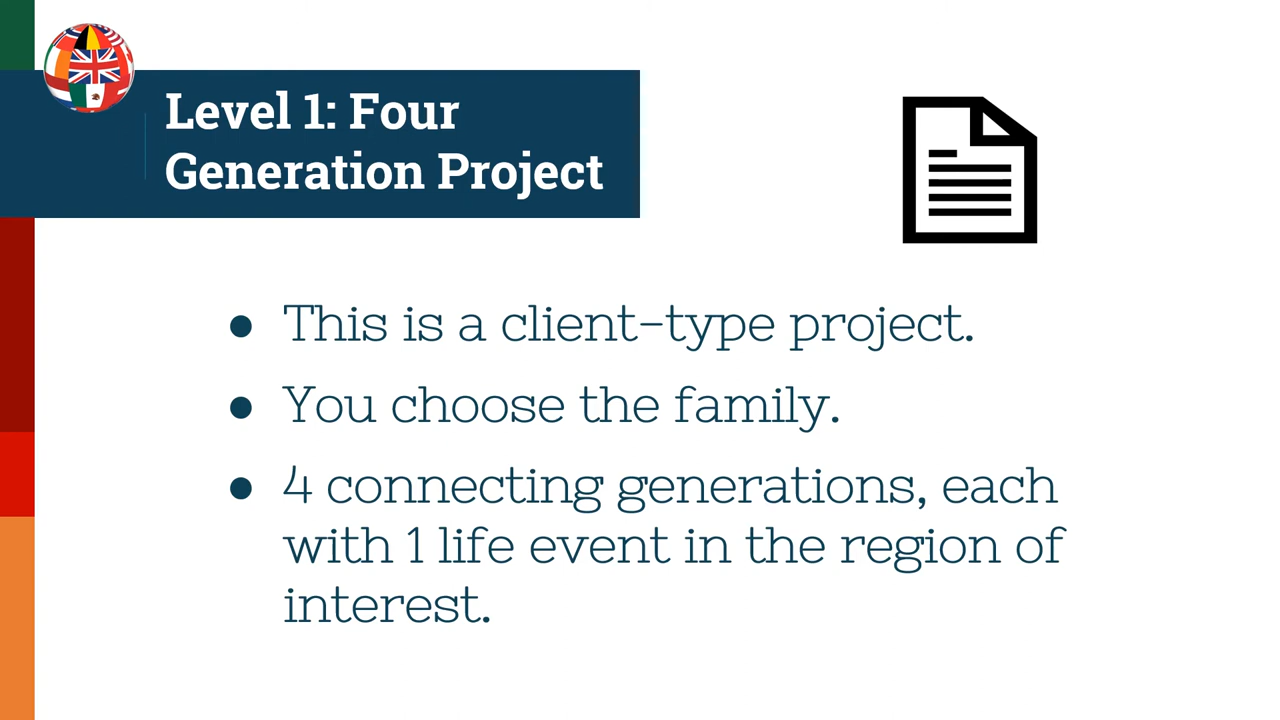 Level 1: Four
Generation Project
● This is a client-type project.
● You choose the family.
● 4 connecting generations, each
with 1 life event in the region of
interest.